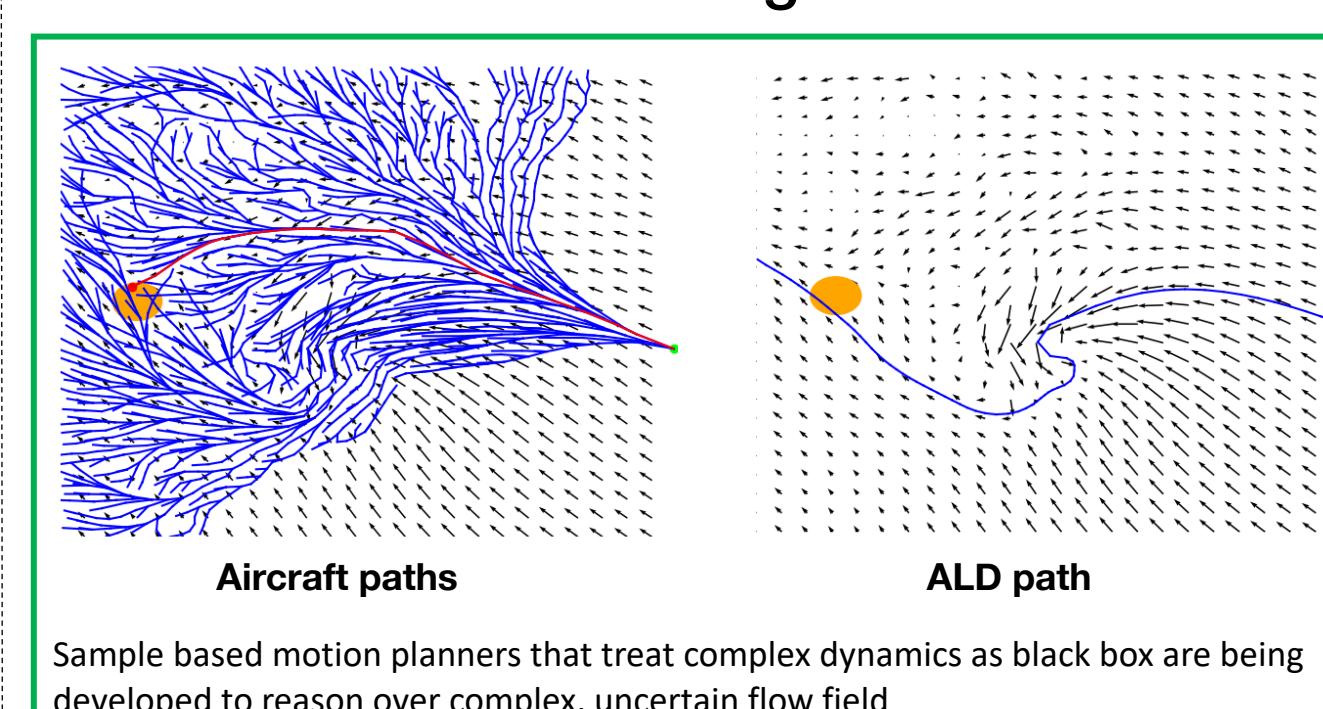 Aircraft paths
ALD path
Sample based motion planners that treat complex dynamics as black box are being
developed to reason over complex, uncertain flow field